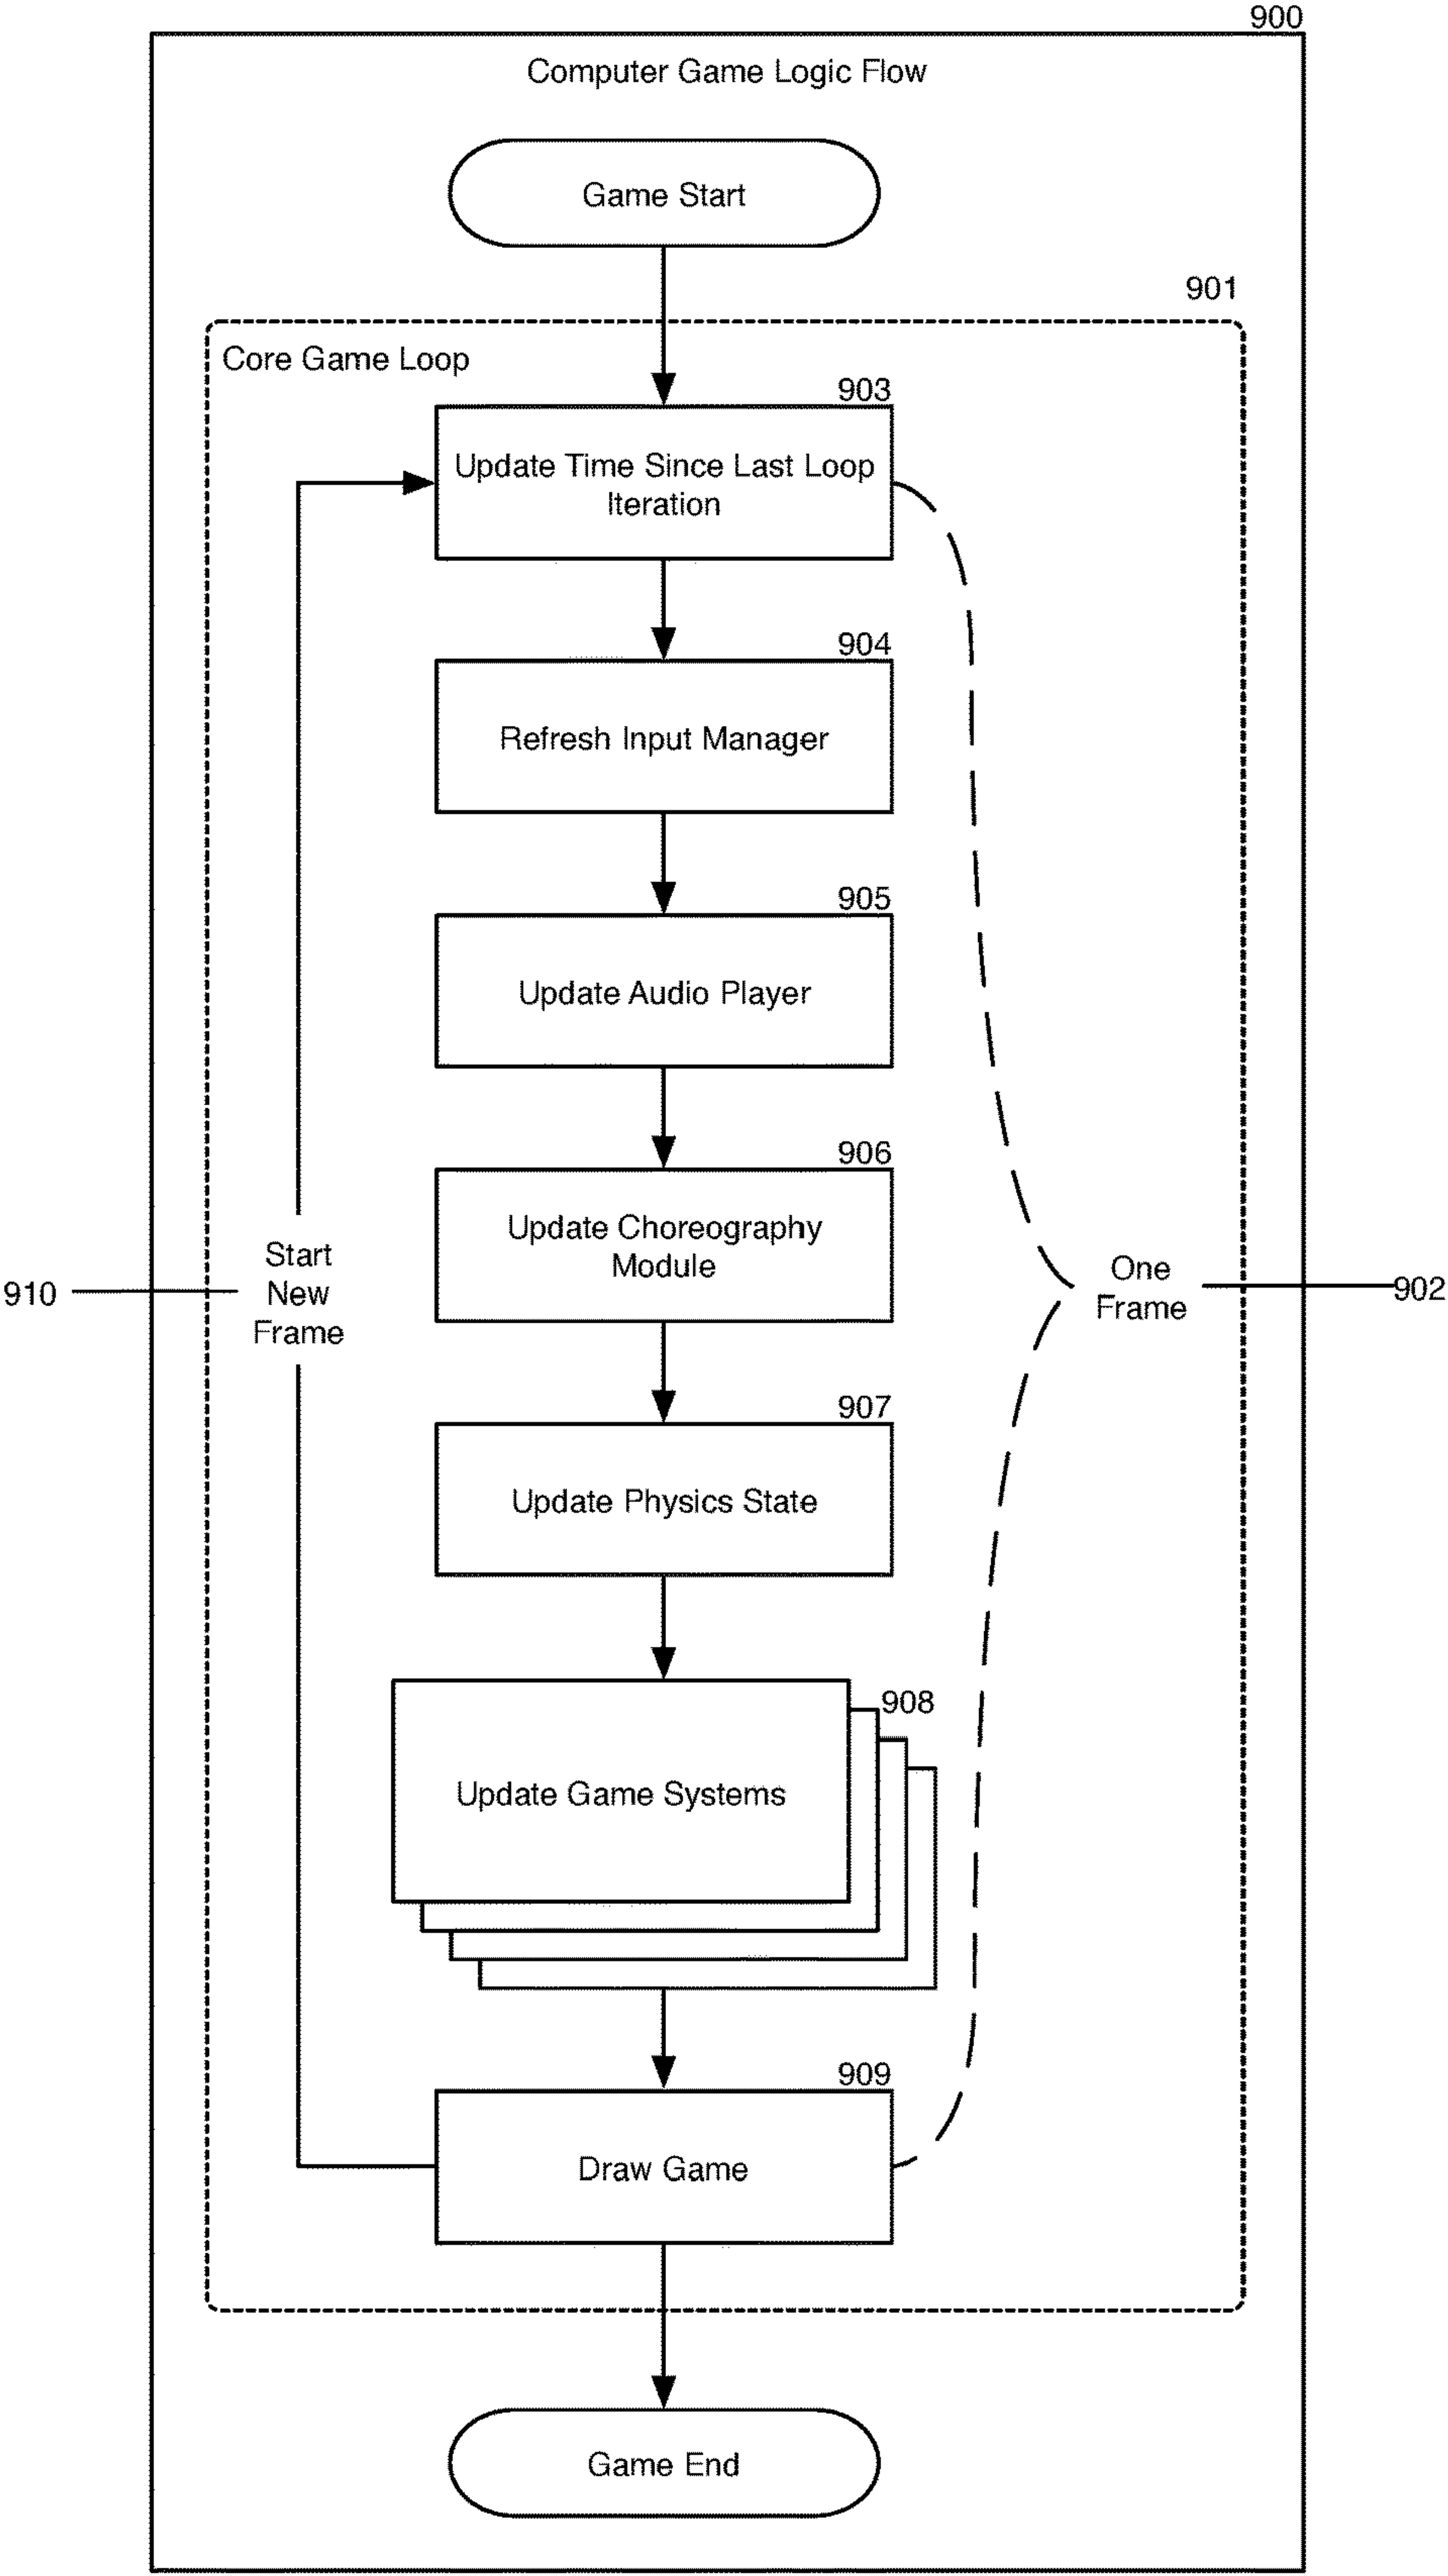 900
Computer Game Logic Flow
Game Start
901
Core Game Loop
903
Update Time Since Last Loop
Iteration
904
Refresh Input Manager
905
Update Audio Player
906
Update Choreography
Module
Start
New
Frame
910
One
Frame
902
907
Update Physics State
908
Update Game Systems
909
Draw Game
Game End